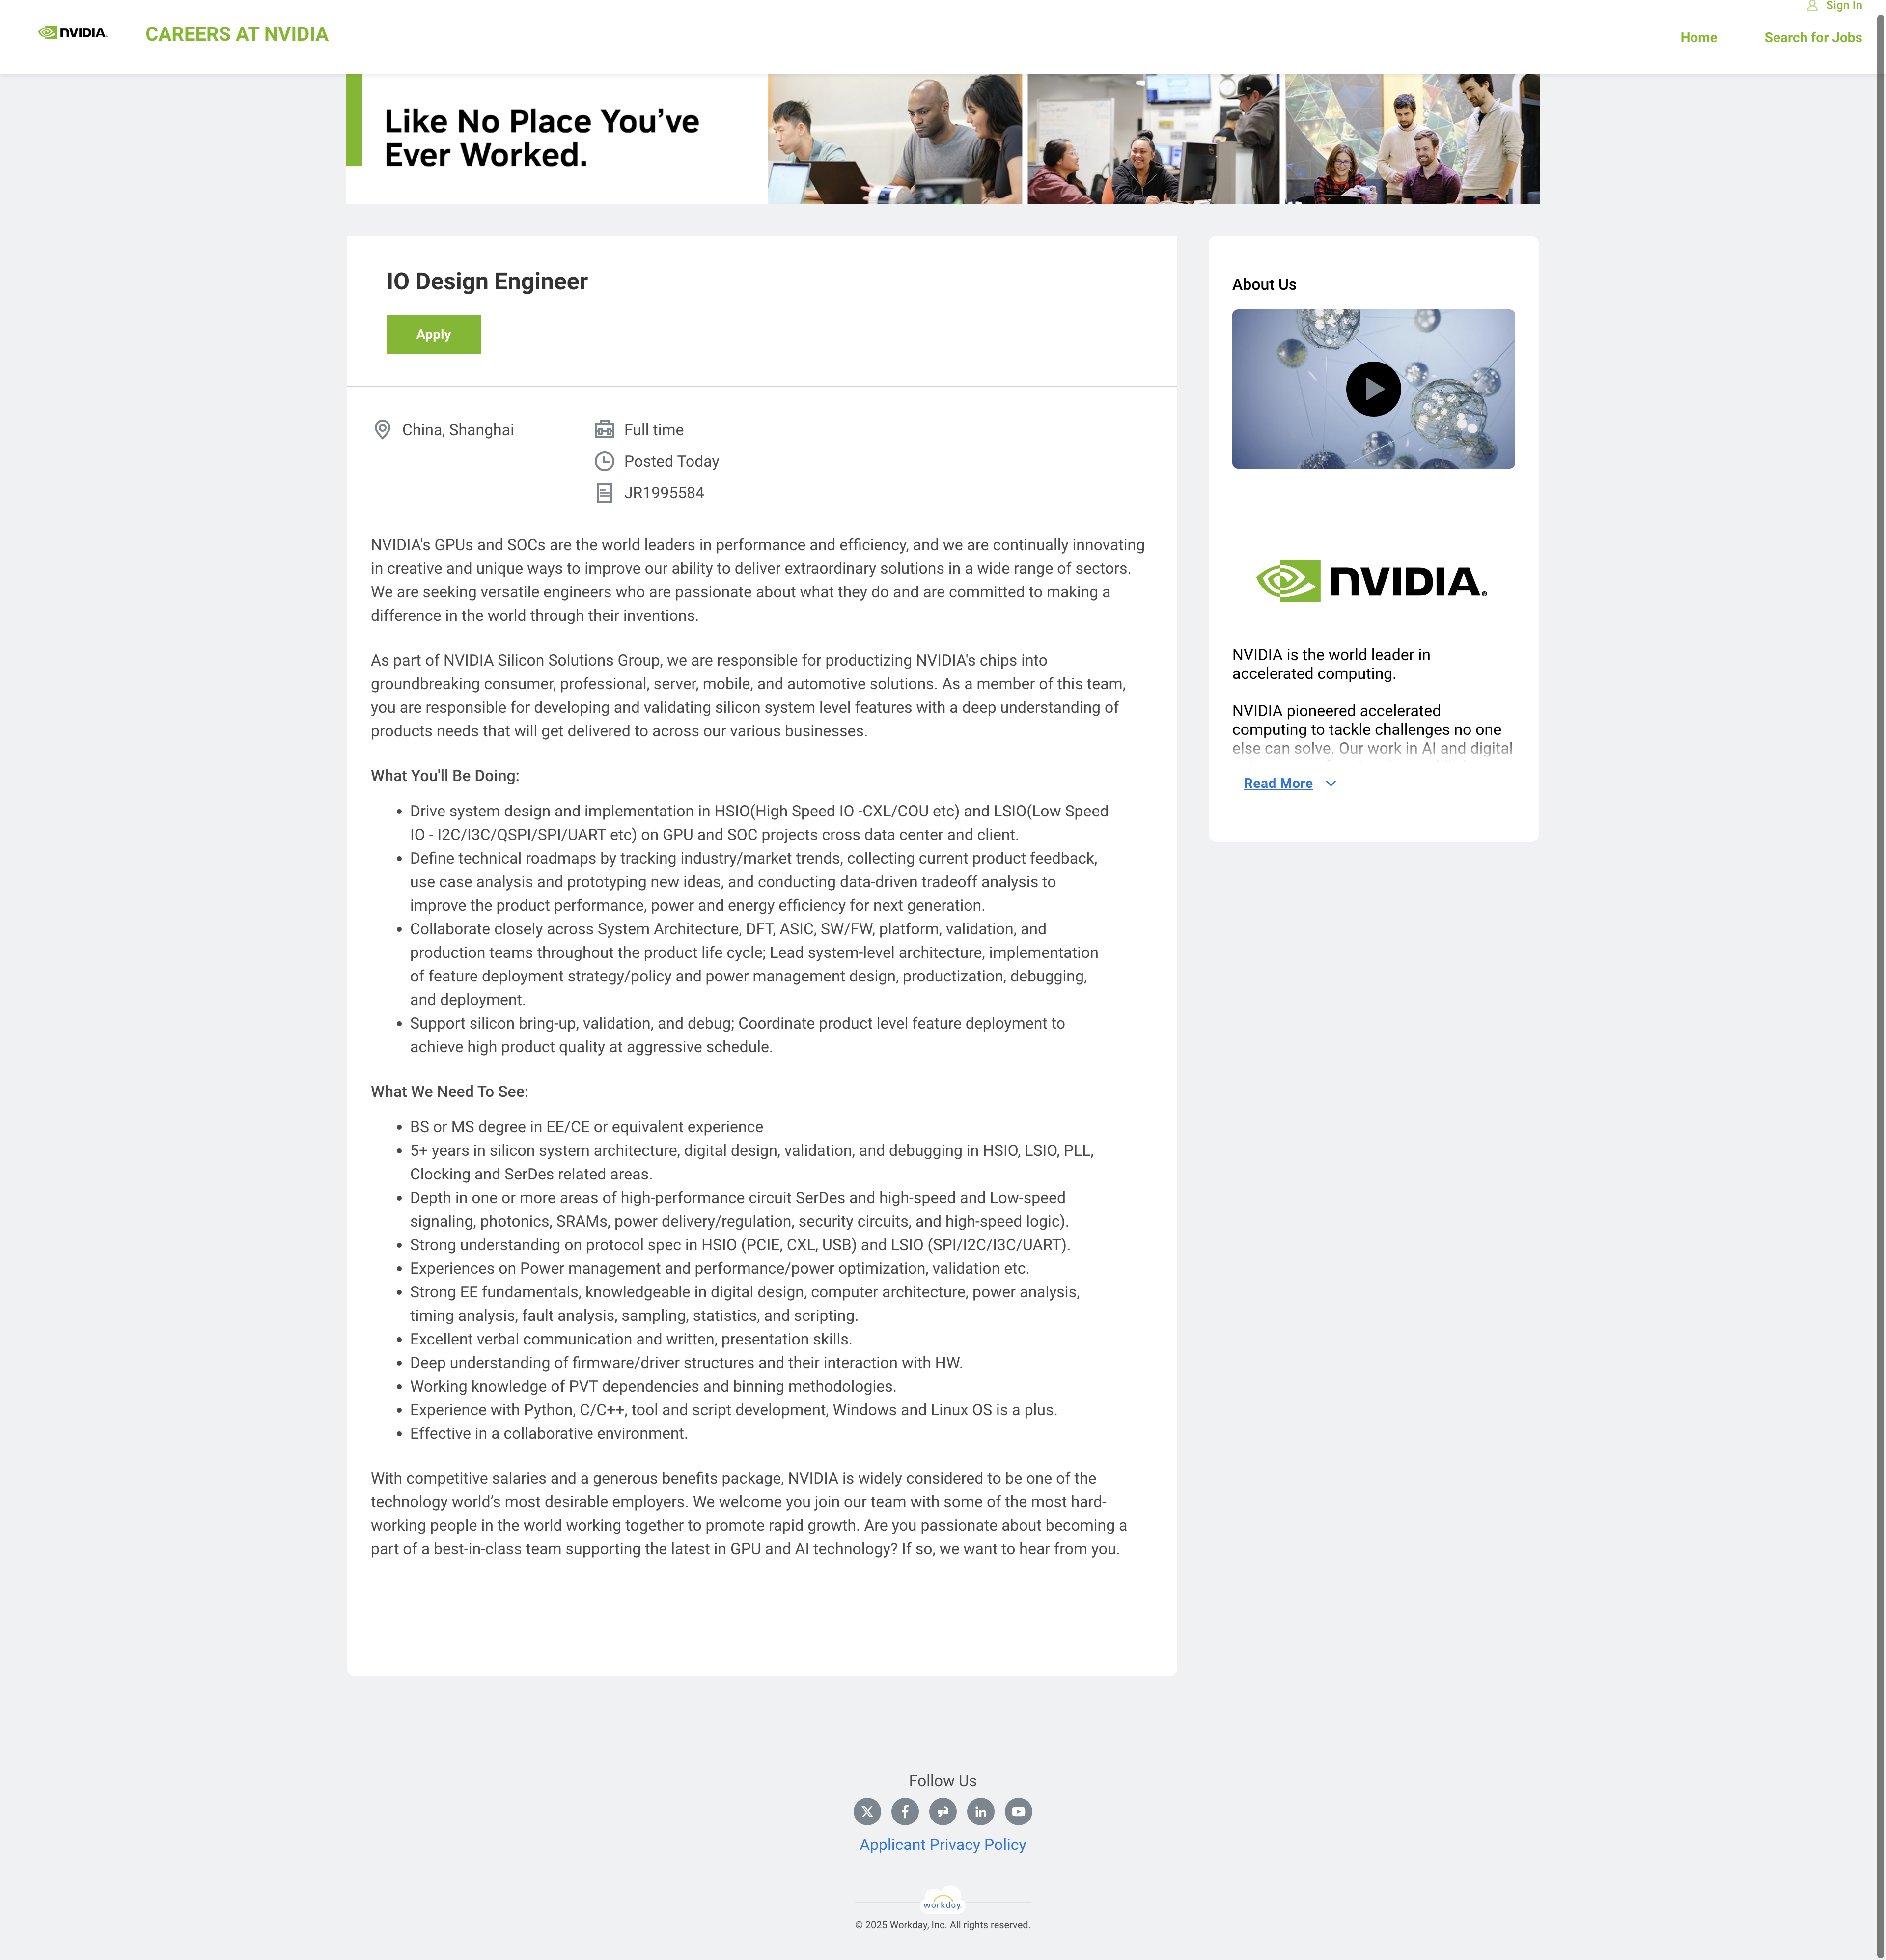 Sign In
NVIDIA.
CAREERS AT NVIDIA
Home
Search for Jobs
Like No Place You’ve
Ever Worked.
IO Design Engineer
Apply
China, Shanghai
Full time
Posted Today
JR1995584
NVIDIA's GPUs and SOCs are the world leaders in performance and efficiency, and we are continually innovating
in creative and unique ways to improve our ability to deliver extraordinary solutions in a wide range of sectors.
We are seeking versatile engineers who are passionate about what they do and are committed to making a
difference in the world through their inventions.
As part of NVIDIA Silicon Solutions Group, we are responsible for productizing NVIDIA's chips into
groundbreaking consumer, professional, server, mobile, and automotive solutions. As a member of this team,
you are responsible for developing and validating silicon system level features with a deep understanding of
products needs that will get delivered to across our various businesses.
What You'll Be Doing:
• Drive system design and implementation in HSIO(High Speed IO -CXL/COU etc) and LSIO(Low Speed
IO - I2C/I3C/QSPI/SPI/UART etc) on GPU and SOC projects cross data center and client.
• Define technical roadmaps by tracking industry/market trends, collecting current product feedback,
use case analysis and prototyping new ideas, and conducting data-driven tradeoff analysis to
improve the product performance, power and energy efficiency for next generation.
• Collaborate closely across System Architecture, DFT, ASIC, SW/FW, platform, validation, and
production teams throughout the product life cycle; Lead system-level architecture, implementation
of feature deployment strategy/policy and power management design, productization, debugging,
and deployment.
• Support silicon bring-up, validation, and debug; Coordinate product level feature deployment to
achieve high product quality at aggressive schedule.
What We Need To See:
• BS or MS degree in EE/CE or equivalent experience
• 5+ years in silicon system architecture, digital design, validation, and debugging in HSIO, LSIO, PLL,
Clocking and SerDes related areas.
• Depth in one or more areas of high-performance circuit SerDes and high-speed and Low-speed
signaling, photonics, SRAMs, power delivery/regulation, security circuits, and high-speed logic).
• Strong understanding on protocol spec in HSIO (PCIE, CXL, USB) and LSIO (SPI/I2C/I3C/UART).
• Experiences on Power management and performance/power optimization, validation etc.
• Strong EE fundamentals, knowledgeable in digital design, computer architecture, power analysis,
timing analysis, fault analysis, sampling, statistics, and scripting.
• Excellent verbal communication and written, presentation skills.
• Deep understanding of firmware/driver structures and their interaction with HW.
• Working knowledge of PVT dependencies and binning methodologies.
• Experience with Python, C/C++, tool and script development, Windows and Linux OS is a plus.
• Effective in a collaborative environment.
With competitive salaries and a generous benefits package, NVIDIA is widely considered to be one of the
technology world’s most desirable employers. We welcome you join our team with some of the most hard-
working people in the world working together to promote rapid growth. Are you passionate about becoming a
part of a best-in-class team supporting the latest in GPU and AI technology? If so, we want to hear from you.
About Us
NVIDIA.®
NVIDIA is the world leader in
accelerated computing.
NVIDIA pioneered accelerated
computing to tackle challenges no one
else can solve. Our work in AI and digital
Read More
Follow Us
Applicant Privacy Policy
workday.
© 2025 Workday, Inc. All rights reserved.